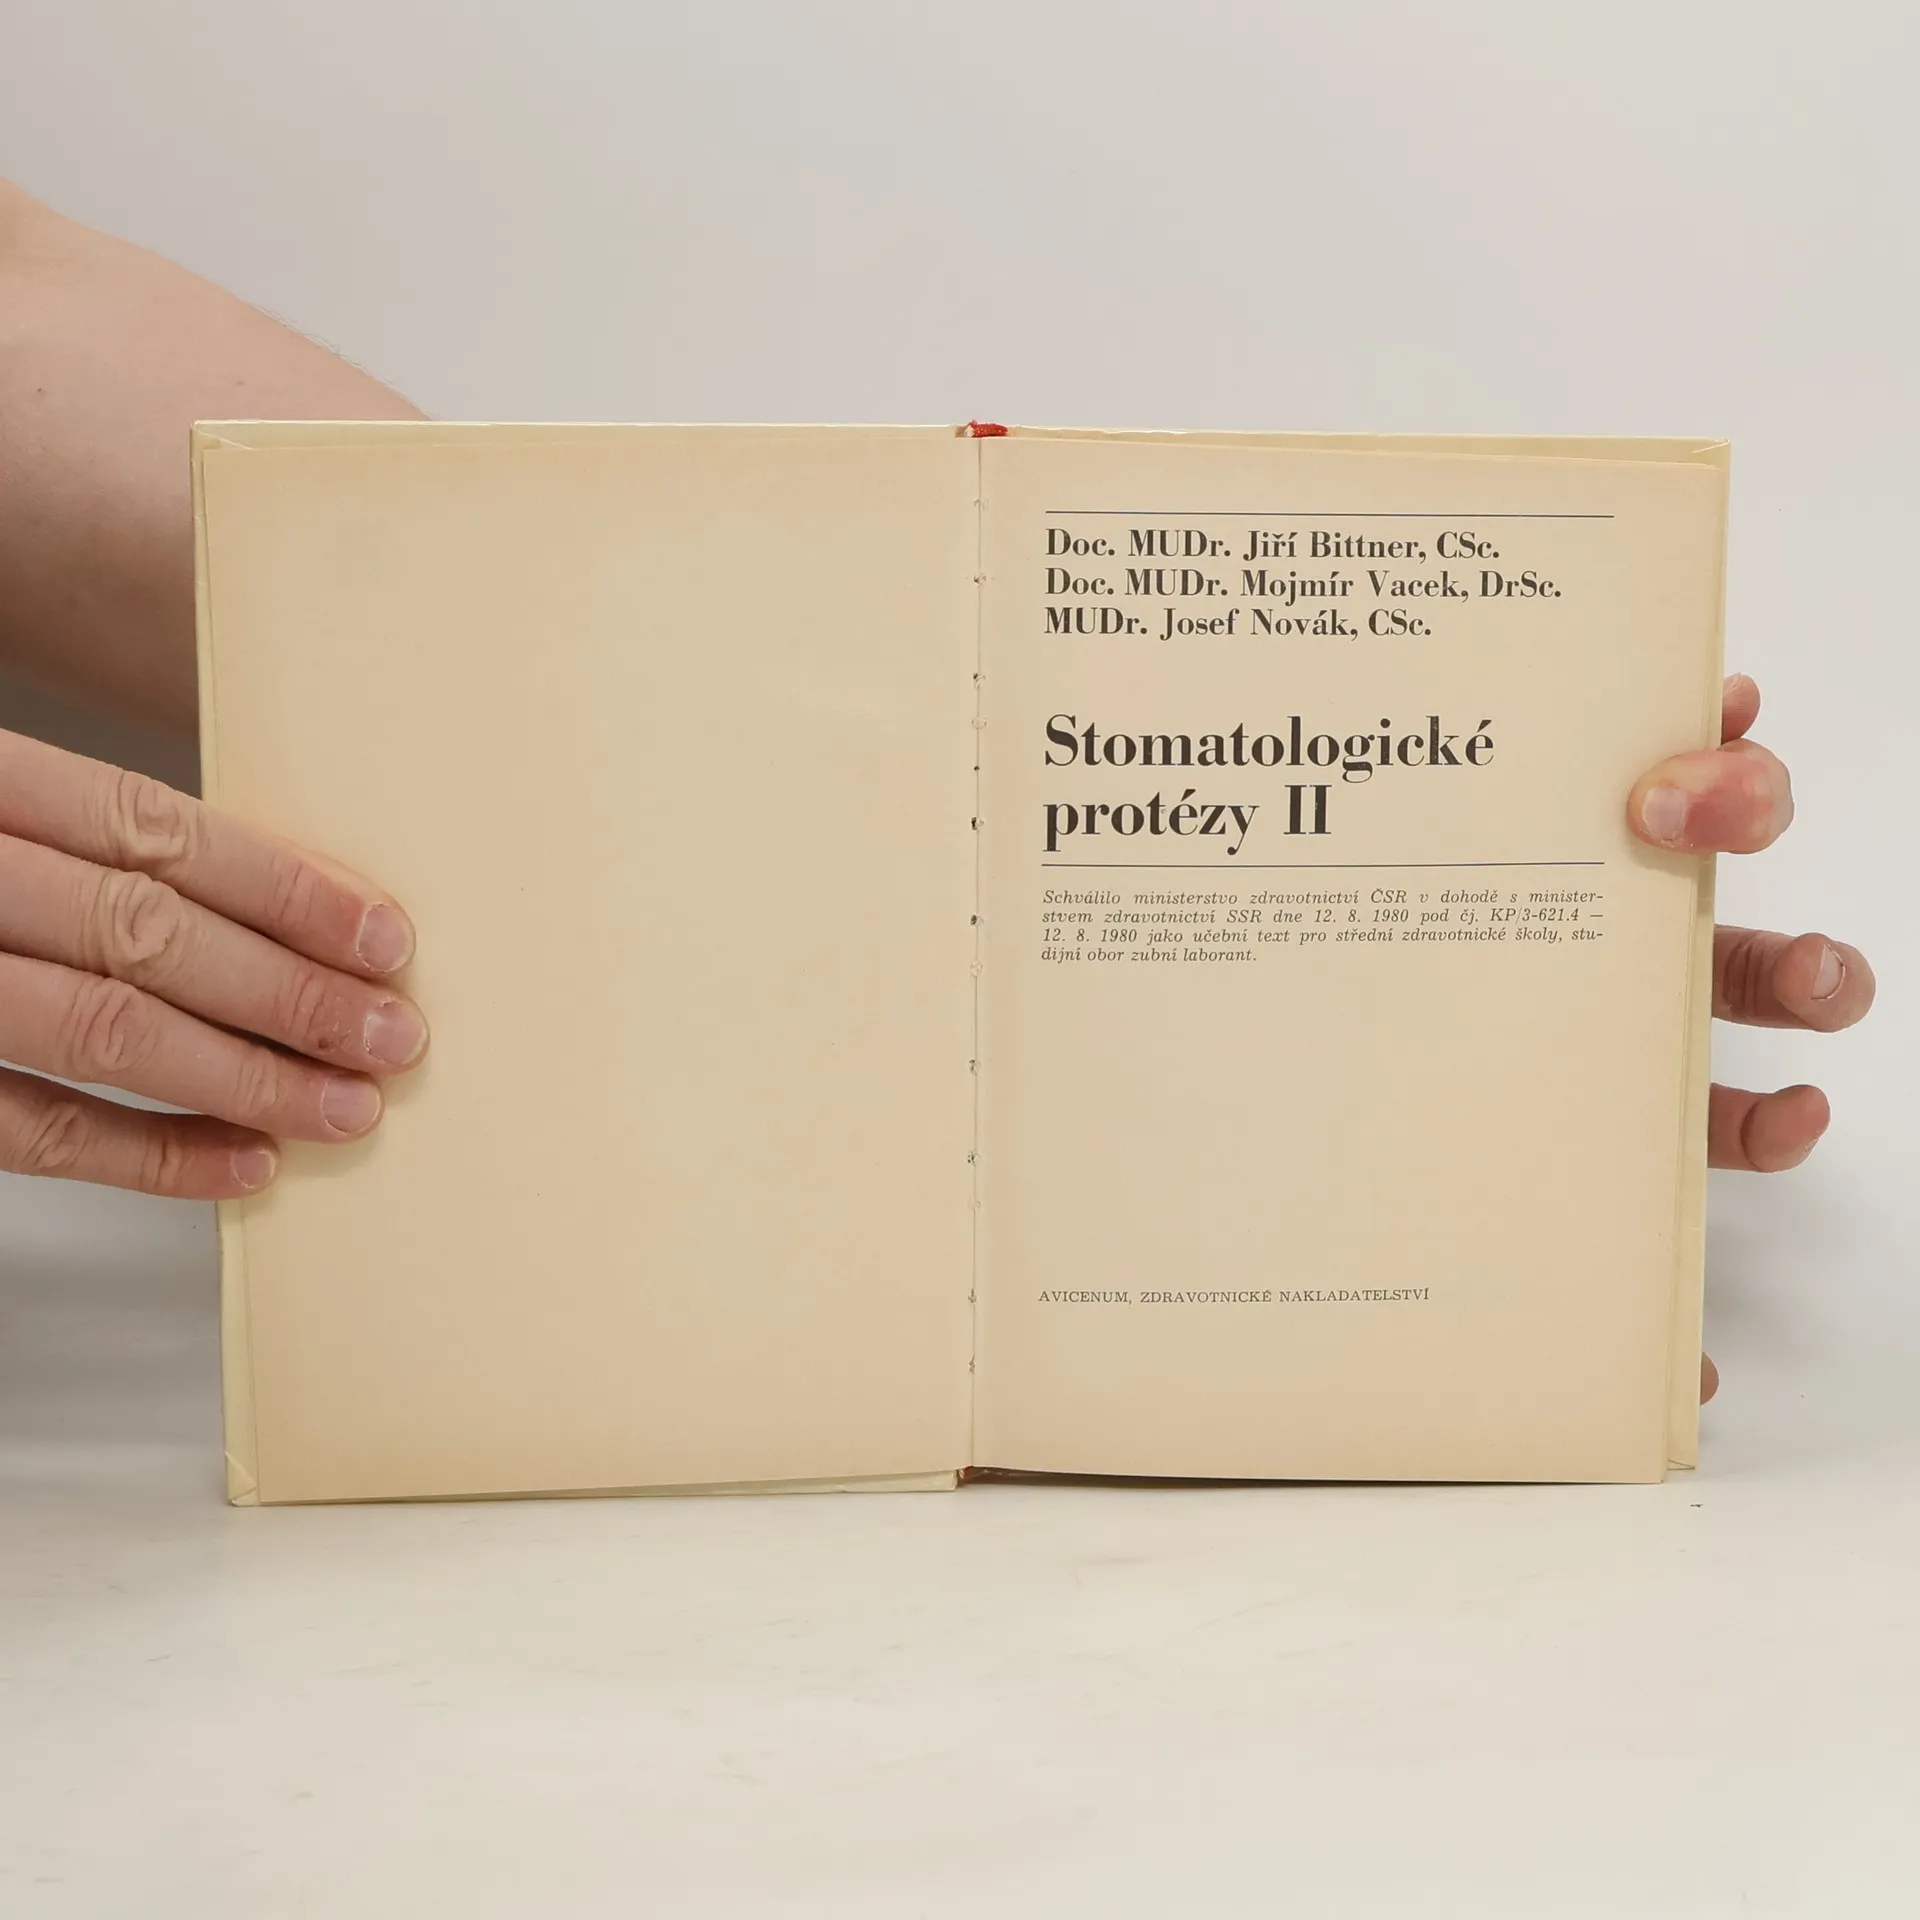 Doc. MUDr. Jiří Bittner, CSc.
Doc. MUDr. Mojmír Vacek, DrSc.
MUDr. Josef Novák, CSc.
Stomatologické
protézy II
Schválilo ministerstvo zdravotnictví ČSR v dohodě s minister-
stvem zdravotnictví SSR dne 12. 8. 1980 pod čj. KP/3-621.4 —
12. 8. 1980 jako učební text pro střední zdravotnické školy, stu-
dijní obor zubní laborant.
AVICENUM, ZDRAVOTNICKÉ NAKLADATELSTVÍ